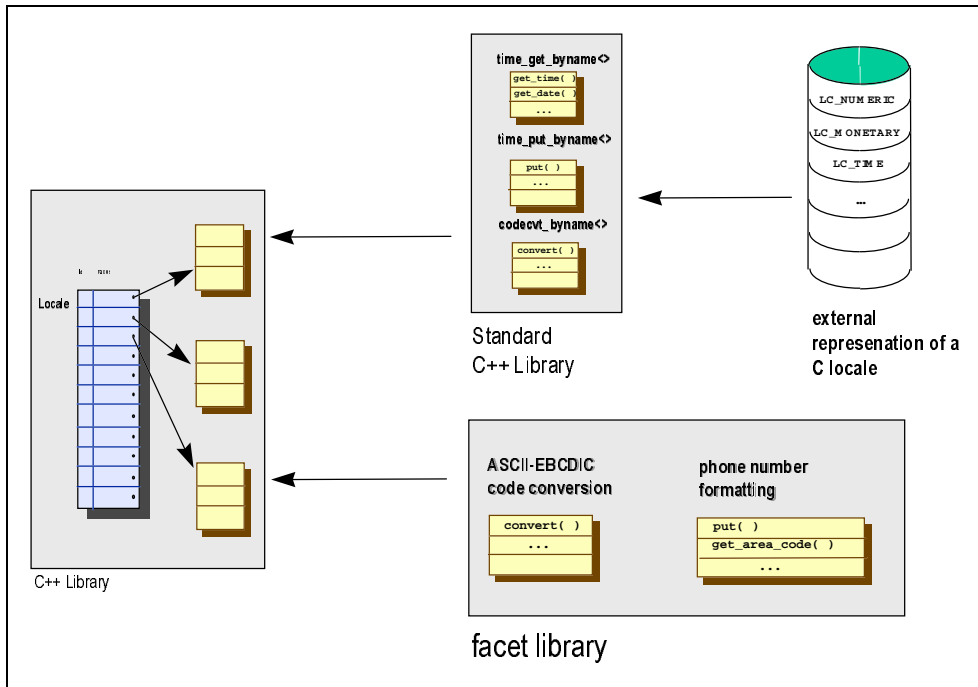 time_get_byname<>
get_time( )
get_date( )
...
time_put_byname<>
put( )
...
codecvt_byname<>
convert( )
...
Standard
C++ Library
LC_NUMERIC
LC_MONETARY
LC_TIME
...
external
represenation of a
C locale
Locale
C++ Library
ASCII-EBCDIC
code conversion
convert( )
...
phone number
formatting
put( )
get_area_code( )
...
facet library